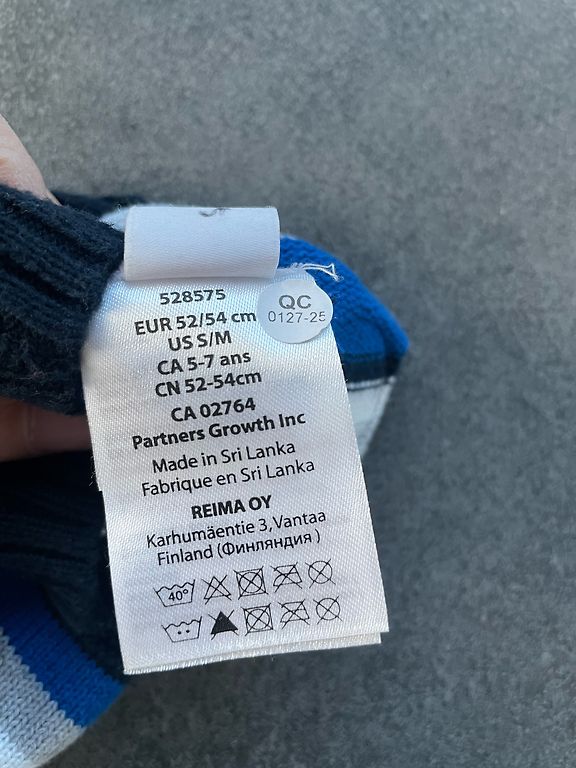 528575
EUR 52/54 cm
US S/M
CA 5-7 ans
CN 52-54cm
QC
0127-25
CA 02764
Partners Growth Inc
Made in Sri Lanka
Fabrique en Sri Lanka
REIMA OY
Karhumäentie 3,Vantaa
Finland (Финляндия )
40°